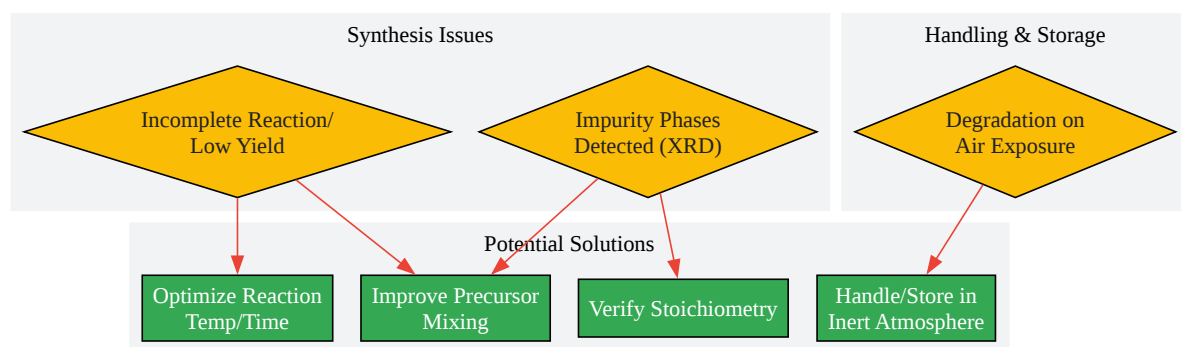 Synthesis Issues
Handling & Storage
Incomplete Reaction/
Low Yield
Impurity Phases
Detected (XRD)
Degradation on
Air Exposure
Potential Solutions
Optimize Reaction
Temp/Time
Improve Precursor
Mixing
Verify Stoichiometry
Handle/Store in
Inert Atmosphere